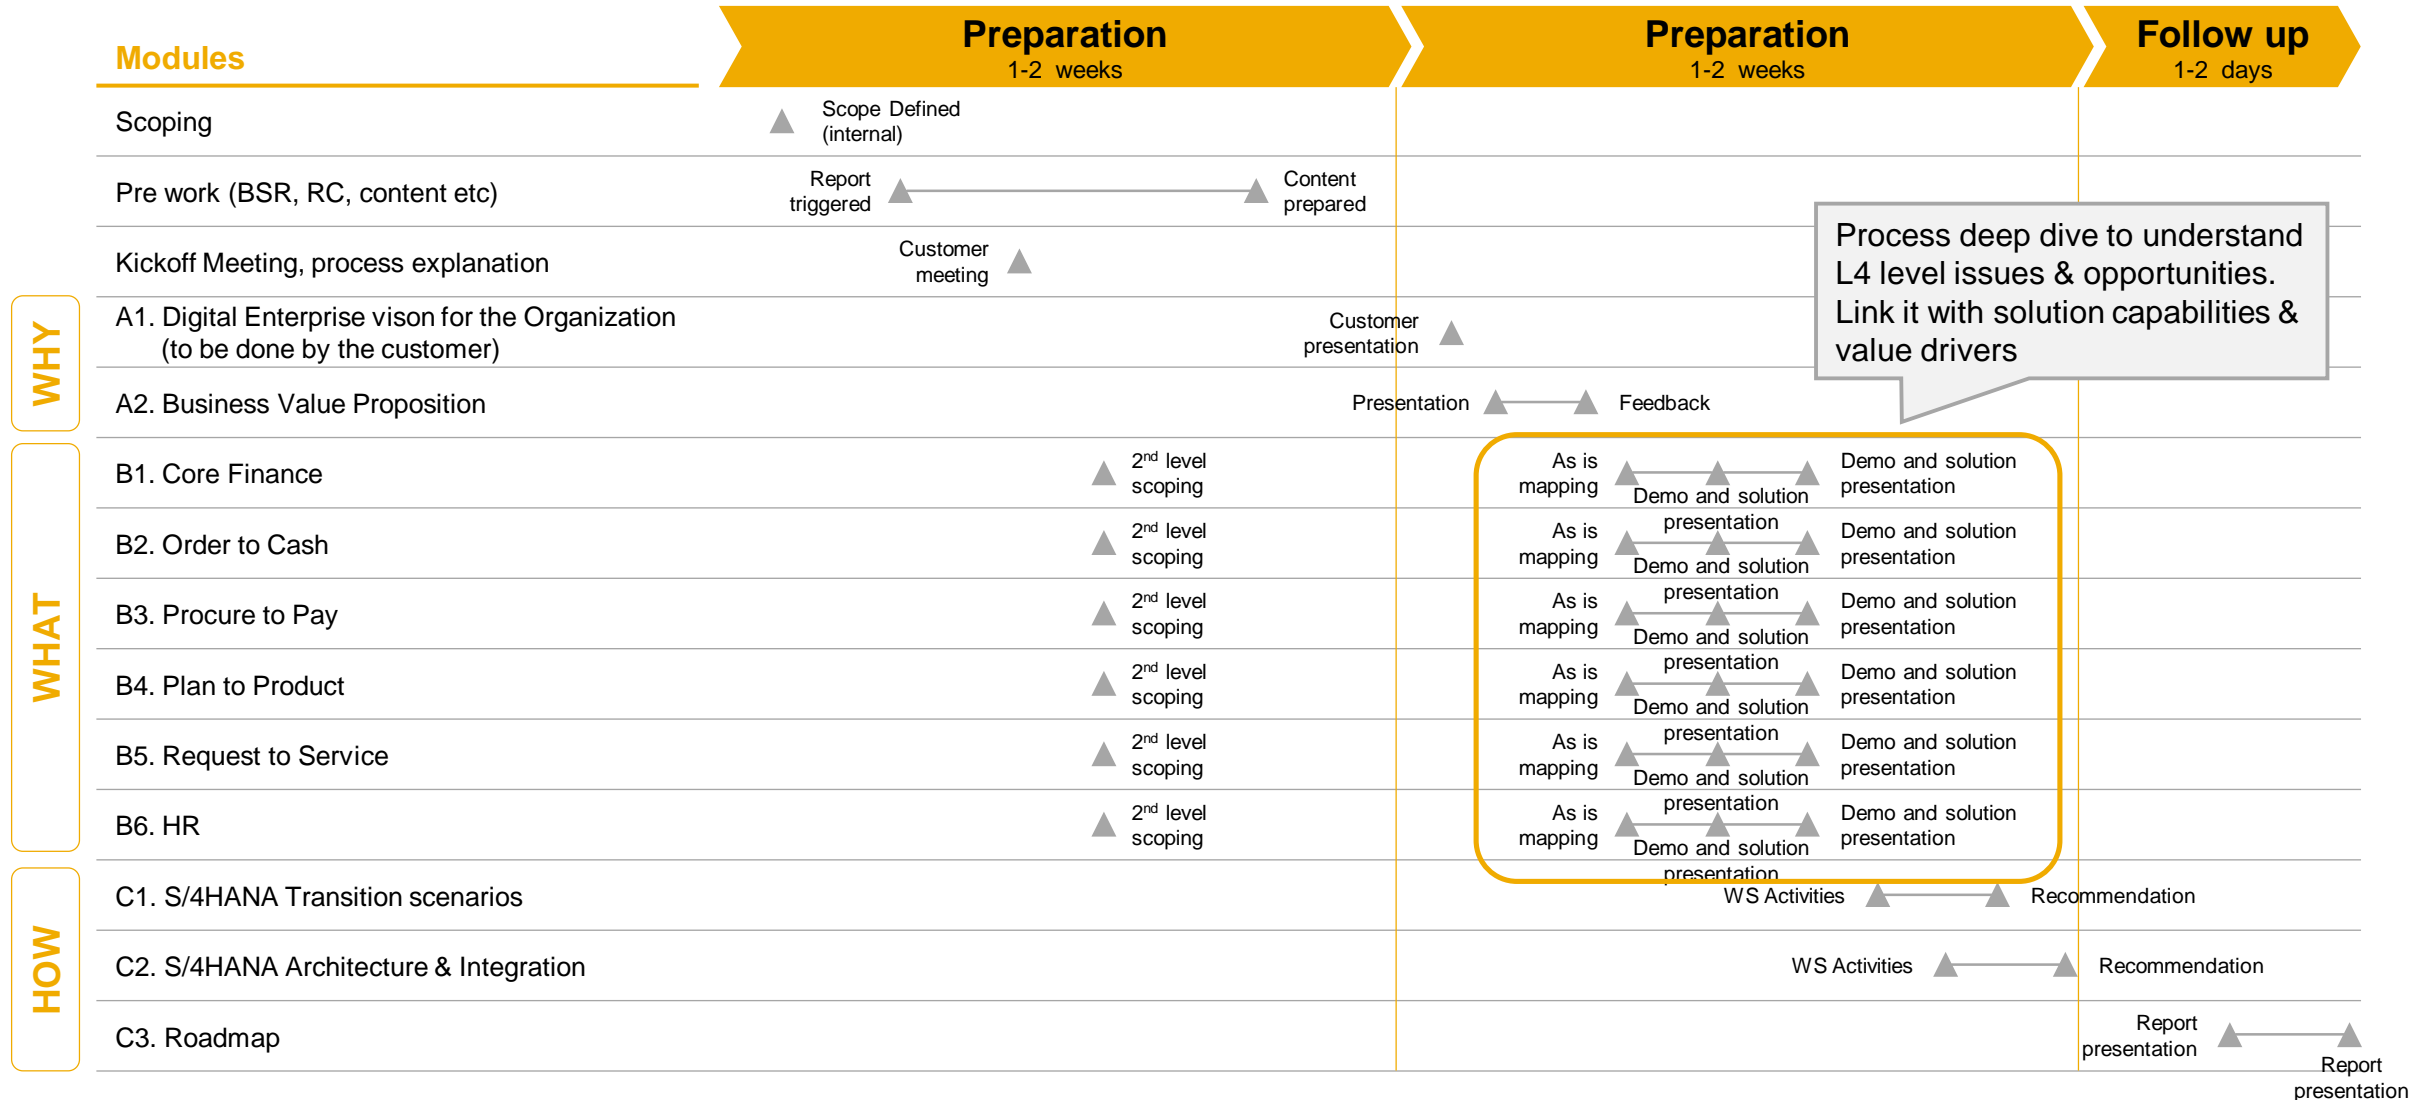 Modules
Preparation
1-2 weeks
Preparation
1-2 weeks
Follow up
1-2 days
Scoping
Scope Defined
(internal)
Pre work (BSR, RC, content etc)
Report
triggered
Content
prepared
Kickoff Meeting, process explanation
Customer
meeting
Process deep dive to understand
L4 level issues & opportunities.
Link it with solution capabilities &
value drivers
WHY
A1. Digital Enterprise vison for the Organization
(to be done by the customer)
Customer
presentation
A2. Business Value Proposition
Presentation
Feedback
WHAT
B1. Core Finance
2nd level
scoping
As is
mapping
Demo and solution
presentation
Demo and solution
presentation
B2. Order to Cash
2nd level
scoping
As is
mapping
Demo and solution
presentation
Demo and solution
presentation
B3. Procure to Pay
2nd level
scoping
As is
mapping
Demo and solution
presentation
Demo and solution
presentation
B4. Plan to Product
2nd level
scoping
As is
mapping
Demo and solution
presentation
Demo and solution
presentation
B5. Request to Service
2nd level
scoping
As is
mapping
Demo and solution
presentation
Demo and solution
presentation
B6. HR
2nd level
scoping
As is
mapping
Demo and solution
presentation
Demo and solution
presentation
HOW
C1. S/4HANA Transition scenarios
WS Activities
Recommendation
C2. S/4HANA Architecture & Integration
WS Activities
Recommendation
C3. Roadmap
Report
presentation
Report
presentation